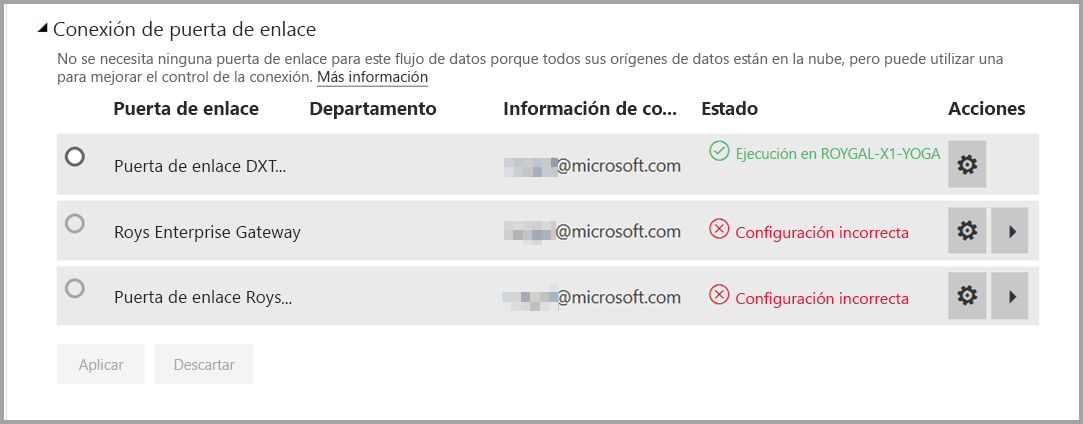 Conexión de puerta de enlace
No se necesita ninguna puerta de enlace para este flujo de datos porque todos sus orígenes de datos están en la nube, pero puede utilizar una
para mejorar el control de la conexión. Más información
Puerta de enlace Departamento Información de co... Estado Acciones
Puerta de enlace DXT... @microsoft.com Ejecución en ROYGAL-X1-YOGA
Roys Enterprise Gateway @microsoft.com Configuración incorrecta
Puerta de enlace Roys... @microsoft.com Configuración incorrecta
Aplicar Descartar